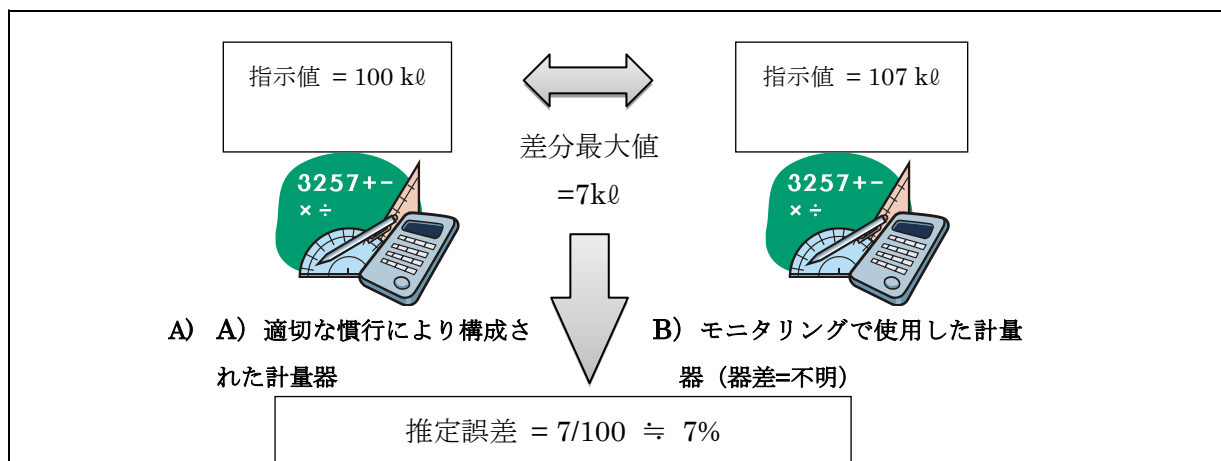 指示値 = 100 kℓ
指示値 = 107 kℓ
差分最大値
=7kℓ
3257+−
× ÷
3257+−
× ÷
A) A）適切な慣行により構成さ
れた計量器
B）モニタリングで使用した計量
器（器差=不明）
推定誤差 = 7/100 ≒ 7%